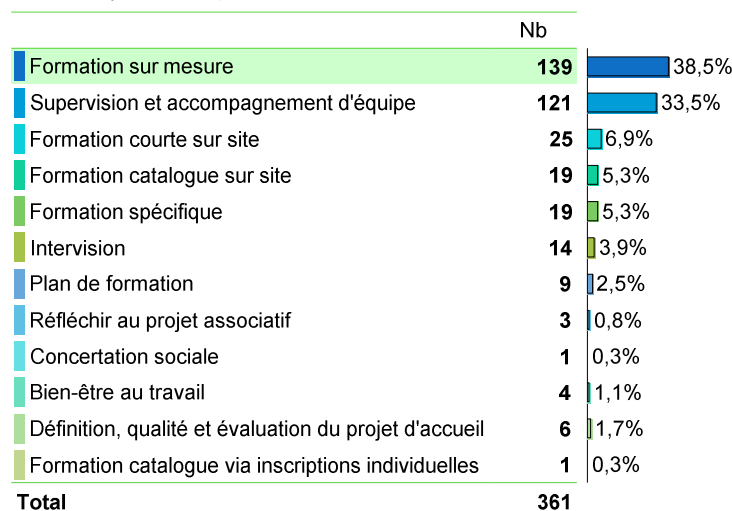 Nb
Formation sur mesure 139 38,5%
Supervision et accompagnement d'équipe 121 33,5%
Formation courte sur site 25 6,9%
Formation catalogue sur site 19 5,3%
Formation spécifique 19 5,3%
Intervision 14 3,9%
Plan de formation 9 2,5%
Réfléchir au projet associatif 3 0,8%
Concertation sociale 1 0,3%
Bien-être au travail 4 1,1%
Définition, qualité et évaluation du projet d'accueil 6 1,7%
Formation catalogue via inscriptions individuelles 1 0,3%
Total 361